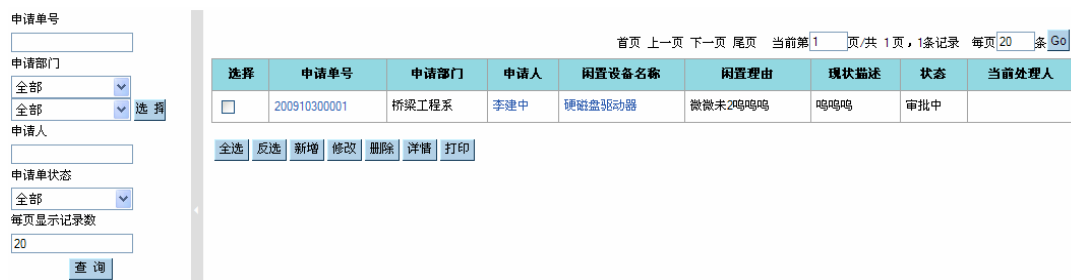 申请单号
申请部门
全部
全部 选 择
申请人
申请单状态
全部
每页显示记录数
20
查 询
首页 上一页 下一页 尾页 当前第 1 页/共 1 页，1条记录 每页 20 条 Go
选择 申请单号 申请部门 申请人 闲置设备名称 闲置理由 现状描述 状态 当前处理人
200910300001 桥梁工程系 李建中 硬磁盘驱动器 微微未2呜呜呜 呜呜呜 审批中
全选 反选 新增 修改 删除 详情 打印